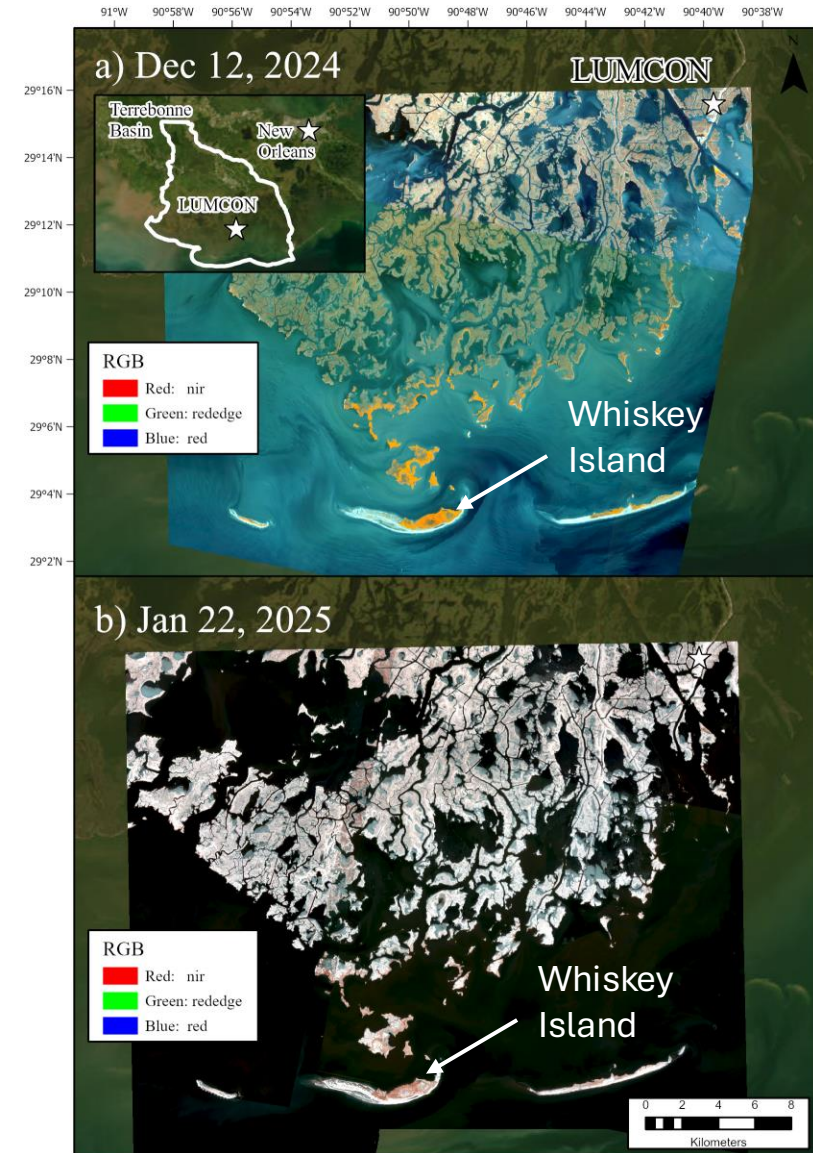 91°W 90°58'W 90°56'W 90°54'W 90°52'W 90°50'W 90°48'W 90°46'W 90°44'W 90°42'W 90°40'W 90°38'W
a) Dec 12, 2024
LUMCON
N
29°16'N
29°14'N
29°12'N
29°10'N
29°8'N
29°6'N
29°4'N
29°2'N
Terrebonne
Basin
New
Orleans
LUMCON
RGB
Red: nir
Green: rededge
Blue: red
Whiskey
Island
b) Jan 22, 2025
RGB
Red: nir
Green: rededge
Blue: red
Whiskey
Island
0 2 4 6 8
Kilometers